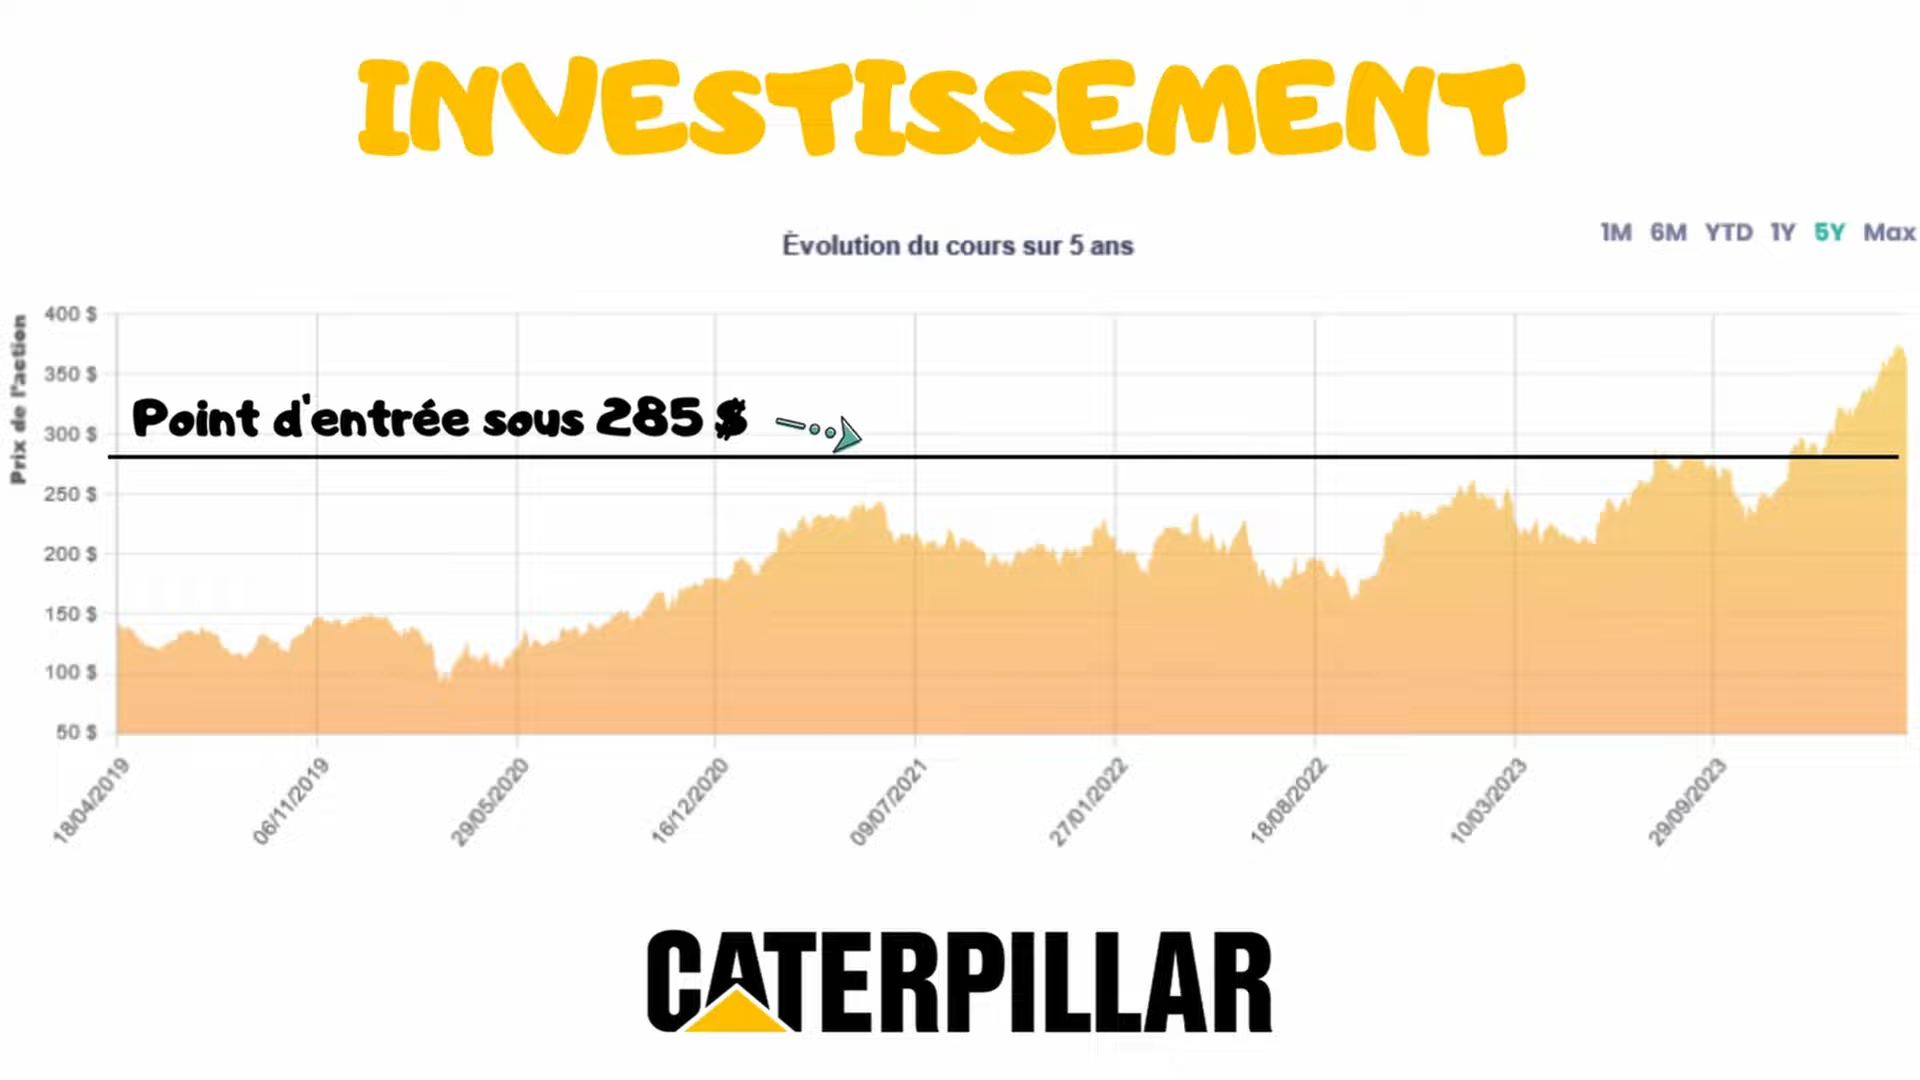 INVESTISSEMENT
Évolution du cours sur 5 ans
1M 6M YTD 1Y 5Y Max
Prix de l'action
400 $
350 $
300 $
250 $
200 $
150 $
100 $
50 $
Point d'entrée sous 285 $
18/04/2019
06/11/2019
29/05/2020
16/12/2020
09/07/2021
27/01/2022
18/08/2022
10/03/2023
29/09/2023
CATERPILLAR